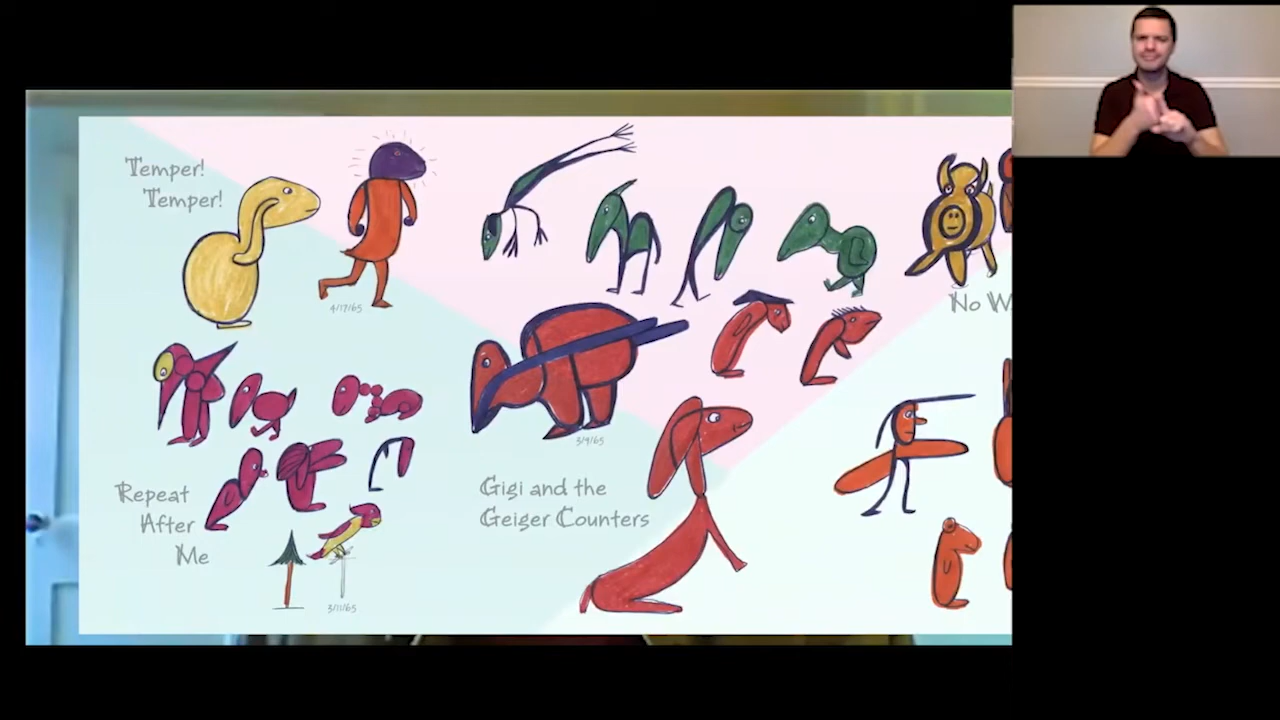 Temper!
Temper!
4/17/65
No W
3/9/65
Repeat
After
Me
Gigi and the
Geiger Counters
3/11/65